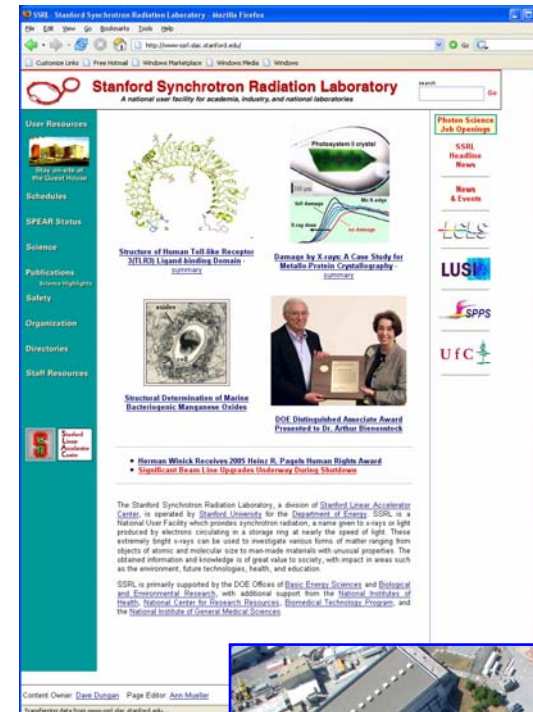 SSRL - Stanford Synchrotron Radiation Laboratory - Mozilla Firefox
File Edit View Go Bookmarks Tools Help
http://www-ssrl.slac.stanford.edu/
Go
Customize Links Free Hotmail Windows Marketplace Windows Media Windows
Stanford Synchrotron Radiation Laboratory
A national user facility for academia, industry, and national laboratories
search
Go
User Resources
Stay on-site at
the Guest House
Schedules
SPEAR Status
Science
Publications
Science Highlights
Safety
Organization
Directories
Staff Resources
Stanford
Linear
Accelerator
Center
Photosystem II crystal
100 μm
Mn K-edge
full damage
X-ray dose
no damage
Structure of Human Toll-like Receptor
3(TLR3) Ligand-binding Domain -
summary
Damage by X-rays: A Case Study for
Metallo-Protein Crystallography -
summary
oxides
Structural Determination of Marine
Bacteriogenic Manganese Oxides
DOE Distinguished Associate Award
Presented to Dr. Arthur Bienenstock
Photon Science
Job Openings
SSRL
Headline
News
News
& Events
LCLS
LUSI
SPPS
UfC
• Herman Winick Receives 2005 Heinz R. Pagels Human Rights Award
• Significant Beam Line Upgrades Underway During Shutdown
The Stanford Synchrotron Radiation Laboratory, a division of Stanford Linear Accelerator
Center, is operated by Stanford University for the Department of Energy. SSRL is a
National User Facility which provides synchrotron radiation, a name given to x-rays or light
produced by electrons circulating in a storage ring at nearly the speed of light. These
extremely bright x-rays can be used to investigate various forms of matter ranging from
objects of atomic and molecular size to man-made materials with unusual properties. The
obtained information and knowledge is of great value to society, with impact in areas such
as the environment, future technologies, health, and education.
SSRL is primarily supported by the DOE Offices of Basic Energy Sciences and Biological
and Environmental Research, with additional support from the National Institutes of
Health, National Center for Research Resources, Biomedical Technology Program, and
the National Institute of General Medical Sciences.
Content Owner: Dave Dungan Page Editor: Ann Mueller
Transferring data from www-ssrl.slac.stanford.edu...